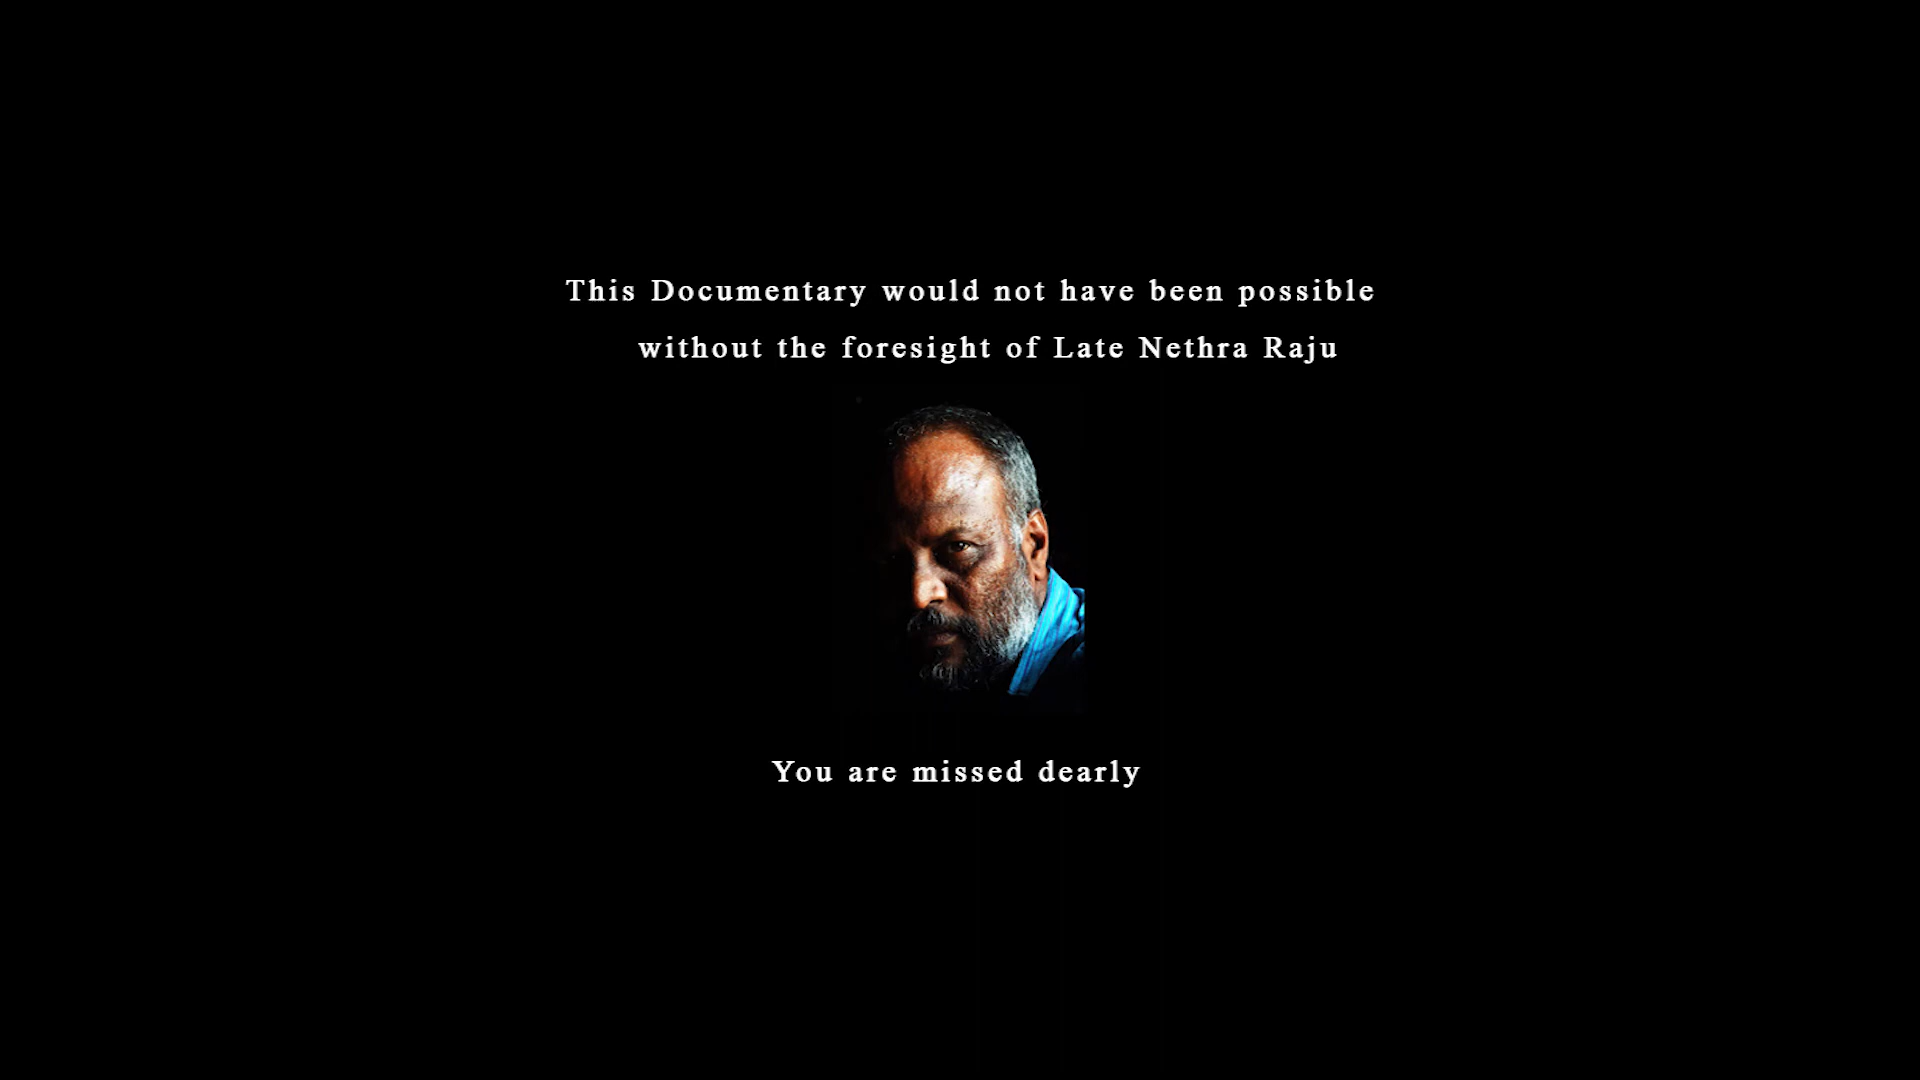 This Documentary would not have been possible
without the foresight of Late Nethra Raju
You are missed dearly